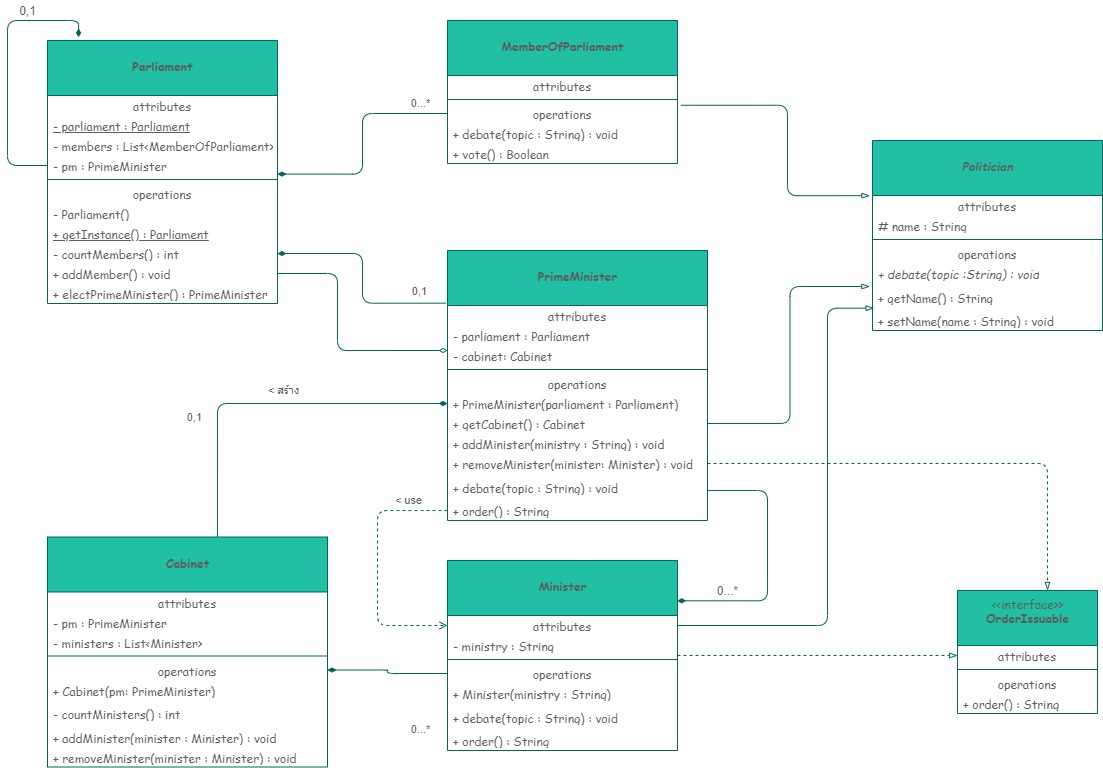 0,1
Parliament
attributes
- parliament : Parliament
- members : List<MemberOfParliament>
- pm : PrimeMinister
operations
- Parliament()
+ getInstance() : Parliament
- countMembers() : int
+ addMember() : void
+ electPrimeMinister() : PrimeMinister
0...*
MemberOfParliament
attributes
operations
+ debate(topic : String) : void
+ vote() : Boolean
Politician
attributes
# name : String
operations
+ debate(topic :String) : void
+ getName() : String
+ setName(name : String) : void
0,1
PrimeMinister
attributes
- parliament : Parliament
- cabinet: Cabinet
operations
+ PrimeMinister(parliament : Parliament)
+ getCabinet() : Cabinet
+ addMinister(ministry : String) : void
+ removeMinister(minister: Minister) : void
+ debate(topic : String) : void
+ order() : String
< สร้าง
0,1
< use
Cabinet
attributes
- pm : PrimeMinister
- ministers : List<Minister>
operations
+ Cabinet(pm: PrimeMinister)
- countMinisters() : int
+ addMinister(minister : Minister) : void
+ removeMinister(minister : Minister) : void
0...*
Minister
attributes
- ministry : String
operations
+ Minister(ministry : String)
+ debate(topic : String) : void
+ order() : String
0...*
<<interface>>
OrderIssuable
attributes
operations
+ order() : String